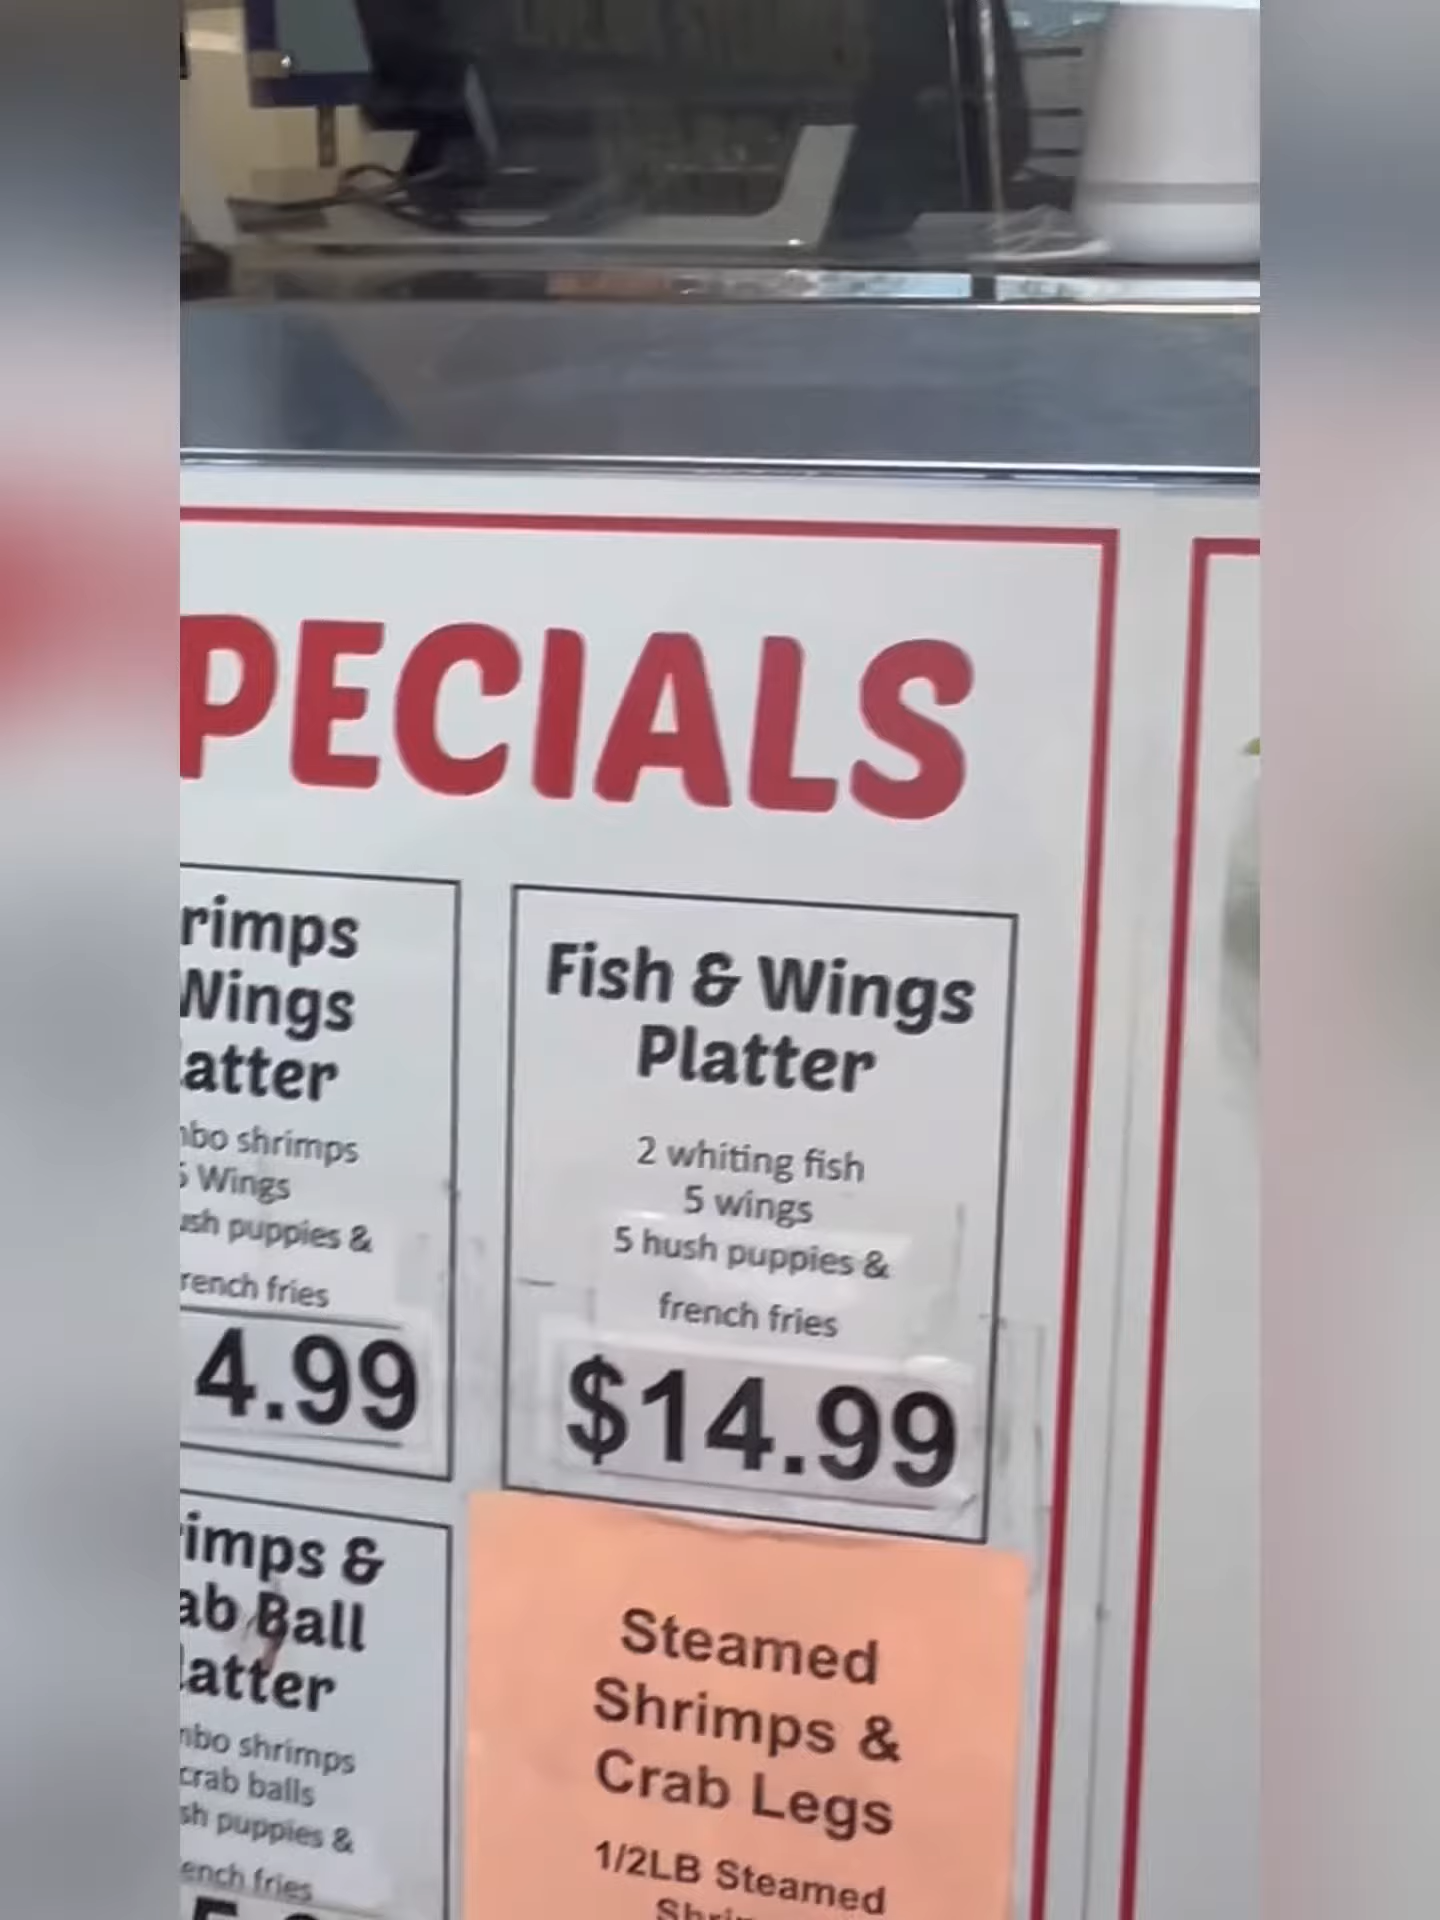 PECIALS
rimps
Wings
atter
bo shrimps
Wings
ush puppies &
rench fries
4.99
Fish & Wings
Platter
2 whiting fish
5 wings
5 hush puppies &
french fries
$14.99
imps &
ab Ball
latter
bo shrimps
crab balls
sh puppies &
ench fries
Steamed
Shrimps &
Crab Legs
1/2LB Steamed